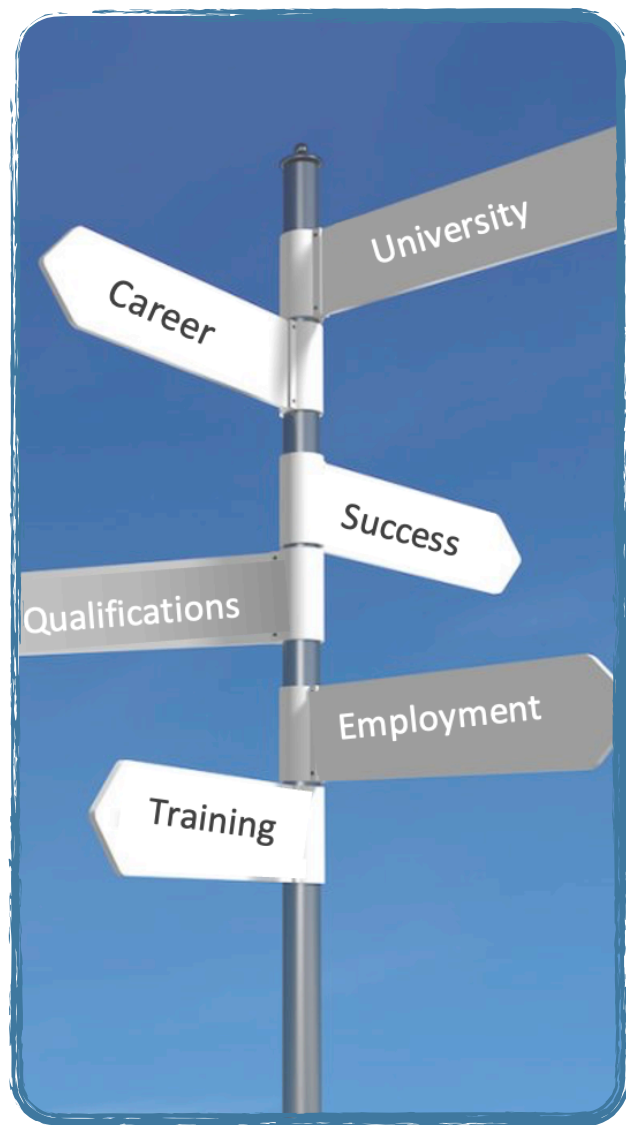 University
Career
Success
Qualifications
Employment
Training